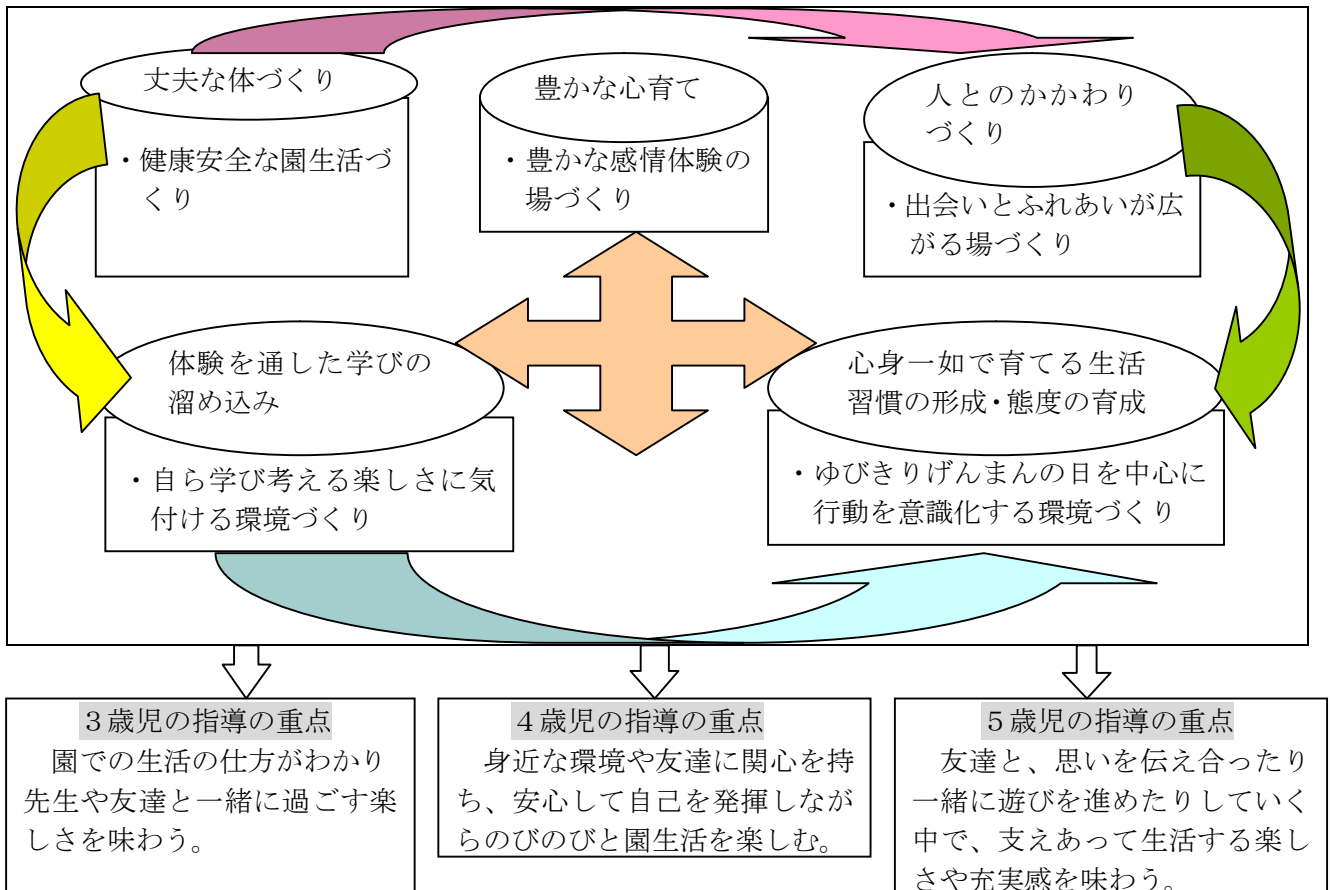 丈夫な体づくり
・健康安全な園生活づ
くり
豊かな心育て
・豊かな感情体験の
場づくり
人とのかかわり
づくり
・出会いとふれあいが広
がる場づくり
体験を通した学びの
溜め込み
・自ら学び考える楽しさに気
付ける環境づくり
心身一如で育てる生活
習慣の形成・態度の育成
・ゆびきりげんまんの日を中心に
行動を意識化する環境づくり
３歳児の指導の重点
園での生活の仕方がわかり
先生や友達と一緒に過ごす楽
しさを味わう。
４歳児の指導の重点
身近な環境や友達に関心を持
ち、安心して自己を発揮しなが
らのびのびと園生活を楽しむ。
５歳児の指導の重点
友達と、思いを伝え合ったり
一緒に遊びを進めたりしていく
中で、支えあって生活する楽し
さや充実感を味わう。